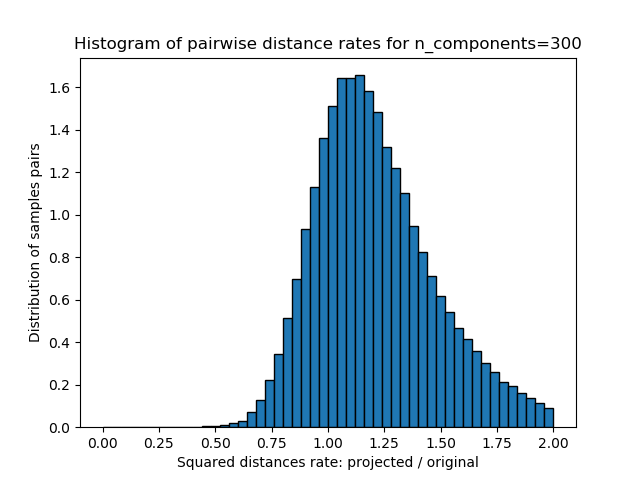 Histogram of pairwise distance rates for n_components=300
Distribution of samples pairs
1.6
1.4
1.2
1.0
0.8
0.6
0.4
0.2
0.0
0.00 0.25 0.50 0.75 1.00 1.25 1.50 1.75 2.00
Squared distances rate: projected / original